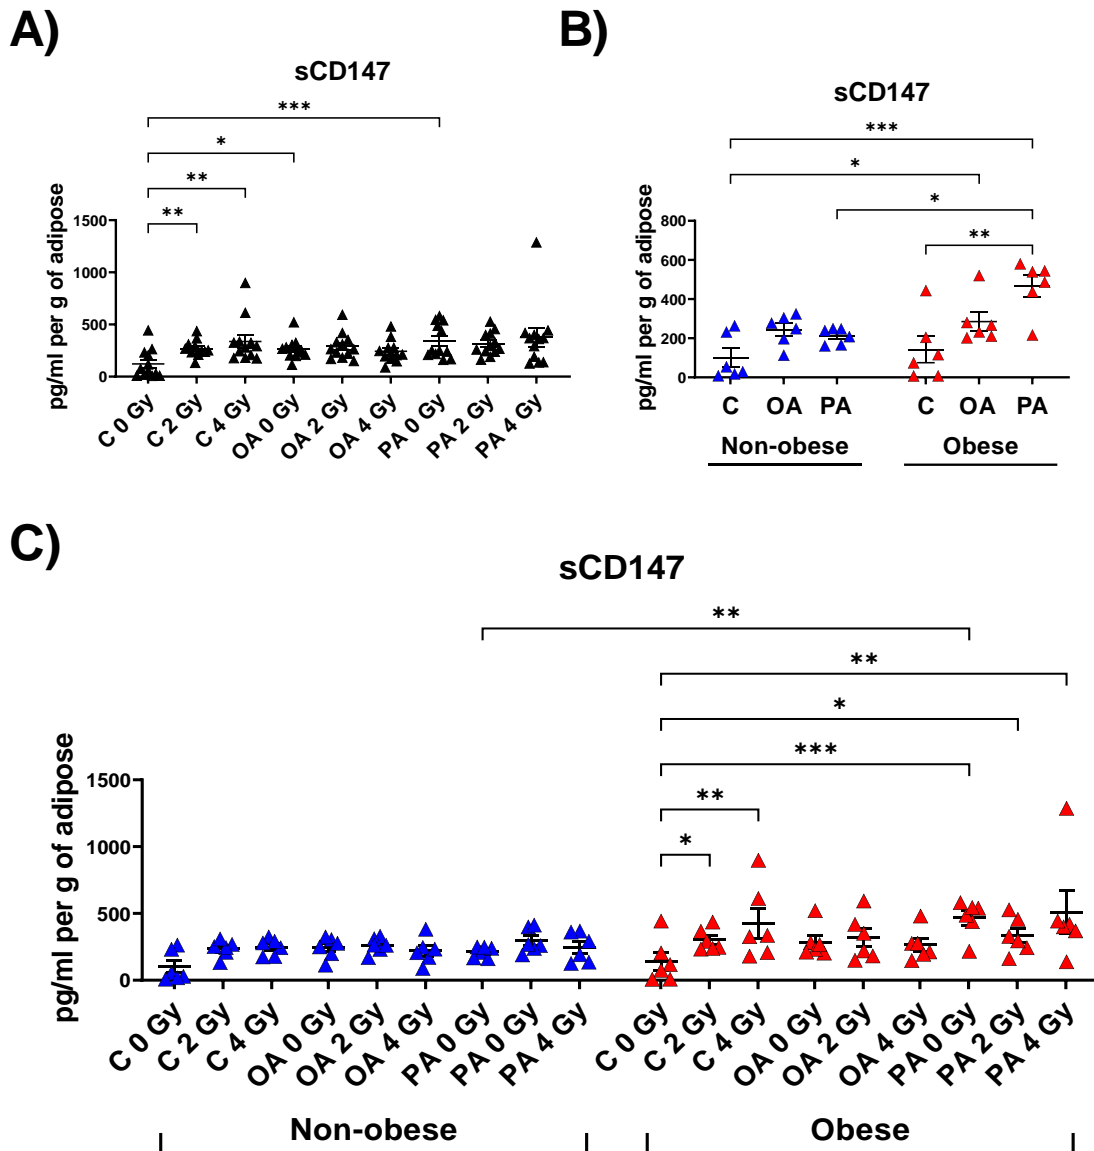 A)
sCD147
***
*
**
**
pg/ml per g of adipose
1500
1000
500
0
C 0 Gy
C 2 Gy
C 4 Gy
OA 0 Gy
OA 2 Gy
OA 4 Gy
PA 0 Gy
PA 2 Gy
PA 4 Gy
B)
sCD147
***
*
*
**
pg/ml per g of adipose
800
600
400
200
0
C OA PA C OA PA
Non-obese Obese
C)
sCD147
**
**
*
***
**
*
pg/ml per g of adipose
1500
1000
500
0
C 0 Gy
C 2 Gy
C 4 Gy
OA 0 Gy
OA 2 Gy
OA 4 Gy
PA 0 Gy
PA 0 Gy
PA 4 Gy
C 0 Gy
C 2 Gy
C 4 Gy
OA 0 Gy
OA 2 Gy
OA 4 Gy
PA 0 Gy
PA 2 Gy
PA 4 Gy
Non-obese Obese